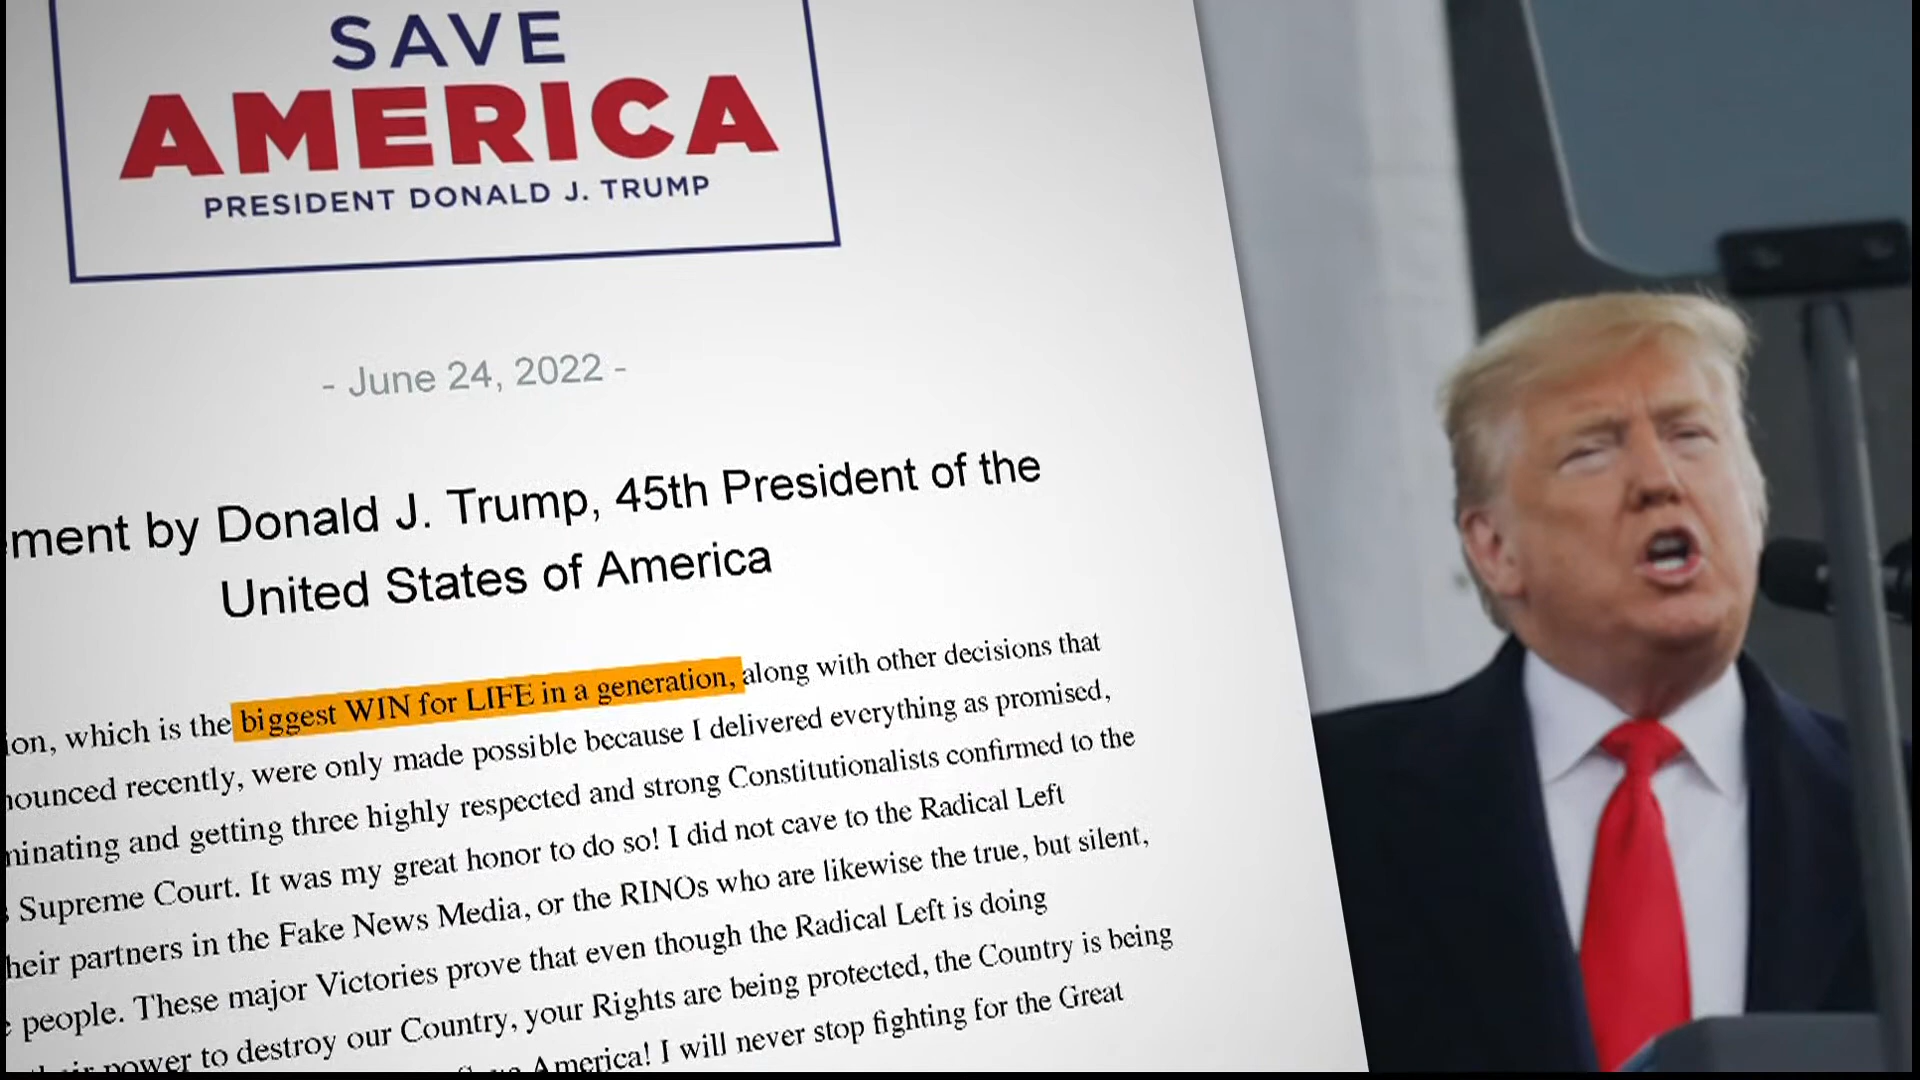 SAVE
AMERICA
PRESIDENT DONALD J. TRUMP
- June 24, 2022 -
ment by Donald J. Trump, 45th President of the
United States of America
ion, which is the biggest WIN for LIFE in a generation, along with other decisions that
nounced recently, were only made possible because I delivered everything as promised,
minating and getting three highly respected and strong Constitutionalists confirmed to the
Supreme Court. It was my great honor to do so! I did not cave to the Radical Left
heir partners in the Fake News Media, or the RINOs who are likewise the true, but silent,
people. These major Victories prove that even though the Radical Left is doing
their power to destroy our Country, your Rights are being protected, the Country is being
America! I will never stop fighting for the Great